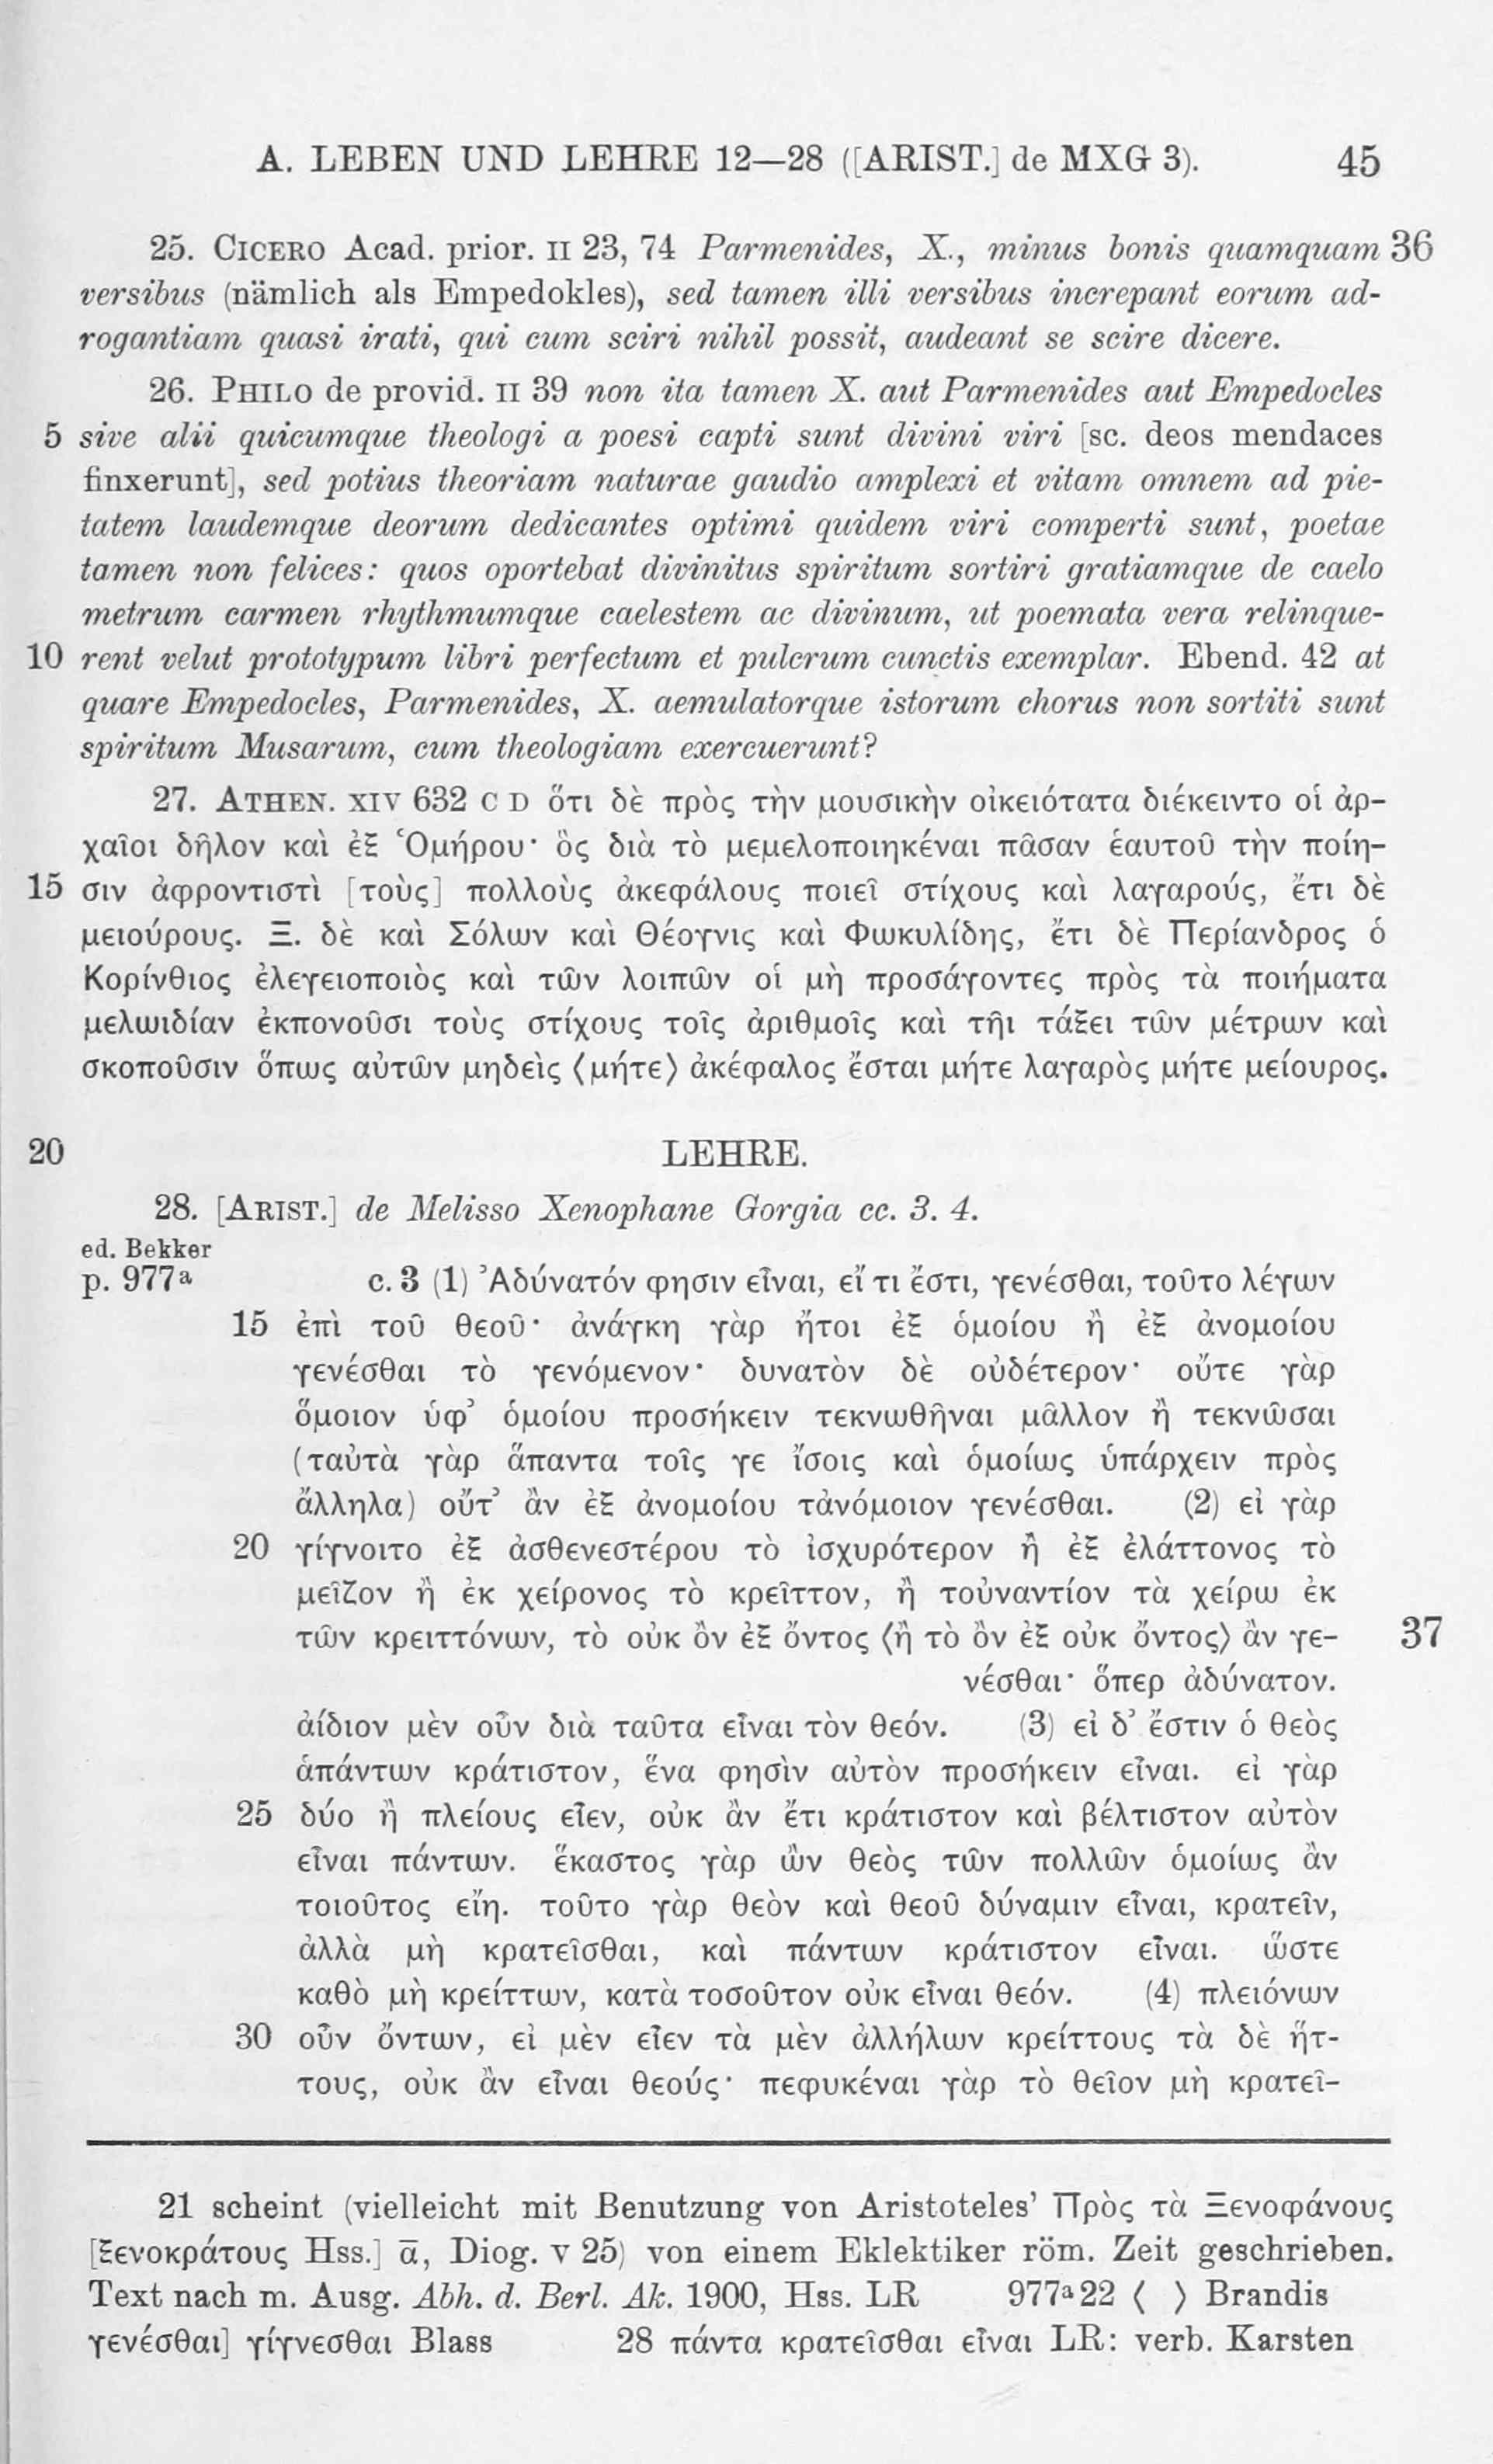 A. LEBEN UND LEHRE 12—28 ([ARIST.] de MXG 3). 45
25. CICERO Acad. prior. II 23, 74 Parmenides, X., minus bonis quamquam 36
versibus (nämlich als Empedokles), sed tamen illi versibus increpant eorum ad-
rogantiam quasi irati, qui cum sciri nihil possit, audeant se scire dicere.
26. PHILO de provid. II 39 non ita tamen X. aut Parmenides aut Empedocles
5 sive alii quicumque theologi a poesi capti sunt divini viri [sc. deos mendaces
finxerunt], sed potius theoriam naturae gaudio amplexi et vitam omnem ad pie-
tatem laudemque deorum dedicantes optimi quidem viri comperti sunt, poetae
tamen non felices: quos oportebat divinitus spiritum sortiri gratiamque de caelo
metrum carmen rhythmumque caelestem ac divinum, ut poemata vera relinque-
10 rent velut prototypum libri perfectum et pulcrum cunctis exemplar. Ebend. 42 at
quare Empedocles, Parmenides, X. aemulatorque istorum chorus non sortiti sunt
spiritum Musarum, cum theologiam exercuerunt?
27. ATHEN. XIV 632 C D ὅτι δὲ πρὸς τὴν μουσικὴν οἰκειότατα διέκειντο οἱ ἀρ-
χαῖοι δῆλον καὶ ἐξ Ὁμήρου· ὃς διὰ τὸ μεμελοποιηκέναι πᾶσαν ἑαυτοῦ τὴν ποίη-
15 σιν ἀφροντιστὶ [τοὺς] πολλοὺς ἀκεφάλους ποιεῖ στίχους καὶ λαγαρούς, ἔτι δὲ
μειούρους. Ξ. δὲ καὶ Σόλων καὶ Θέογνις καὶ Φωκυλίδης, ἔτι δὲ Περίανδρος ὁ
Κορίνθιος ἐλεγειοποιὸς καὶ τῶν λοιπῶν οἱ μὴ προσάγοντες πρὸς τὰ ποιήματα
μελωιδίαν ἐκπονοῦσι τοὺς στίχους τοῖς ἀριθμοῖς καὶ τῆι τάξει τῶν μέτρων καὶ
σκοποῦσιν ὅπως αὐτῶν μηδεὶς ⟨μήτε⟩ ἀκέφαλος ἔσται μήτε λαγαρὸς μήτε μείουρος.
20 LEHRE.
28. [ARIST.] de Melisso Xenophane Gorgia cc. 3. 4.
ed. Bekker
p. 977ᵃ c. 3 (1) Ἀδύνατόν φησιν εἶναι, εἴ τι ἔστι, γενέσθαι, τοῦτο λέγων
15 ἐπὶ τοῦ θεοῦ· ἀνάγκη γὰρ ἤτοι ἐξ ὁμοίου ἢ ἐξ ἀνομοίου
γενέσθαι τὸ γενόμενον· δυνατὸν δὲ οὐδέτερον· οὔτε γὰρ
ὅμοιον ὑφ’ ὁμοίου προσήκειν τεκνωθῆναι μᾶλλον ἢ τεκνῶσαι
(ταὐτὰ γὰρ ἅπαντα τοῖς γε ἴσοις καὶ ὁμοίως ὑπάρχειν πρὸς
ἄλληλα) οὔτ’ ἂν ἐξ ἀνομοίου τἀνόμοιον γενέσθαι. (2) εἰ γὰρ
20 γίγνοιτο ἐξ ἀσθενεστέρου τὸ ἰσχυρότερον ἢ ἐξ ἐλάττονος τὸ
μεῖζον ἢ ἐκ χείρονος τὸ κρεῖττον, ἢ τοὐναντίον τὰ χείρω ἐκ
τῶν κρειττόνων, τὸ οὐκ ὂν ἐξ ὄντος ⟨ἢ τὸ ὂν ἐξ οὐκ ὄντος⟩ ἂν γε- 37
νέσθαι· ὅπερ ἀδύνατον.
ἀίδιον μὲν οὖν διὰ ταῦτα εἶναι τὸν θεόν. (3) εἰ δ’ ἔστιν ὁ θεὸς
ἁπάντων κράτιστον, ἕνα φησὶν αὐτὸν προσήκειν εἶναι. εἰ γὰρ
25 δύο ἢ πλείους εἶεν, οὐκ ἂν ἔτι κράτιστον καὶ βέλτιστον αὐτὸν
εἶναι πάντων. ἕκαστος γὰρ ὢν θεὸς τῶν πολλῶν ὁμοίως ἂν
τοιοῦτος εἴη. τοῦτο γὰρ θεὸν καὶ θεοῦ δύναμιν εἶναι, κρατεῖν,
ἀλλὰ μὴ κρατεῖσθαι, καὶ πάντων κράτιστον εἶναι. ὥστε
καθὸ μὴ κρείττων, κατὰ τοσοῦτον οὐκ εἶναι θεόν. (4) πλειόνων
30 οὖν ὄντων, εἰ μὲν εἶεν τὰ μὲν ἀλλήλων κρείττους τὰ δὲ ἥτ-
τους, οὐκ ἂν εἶναι θεούς· πεφυκέναι γὰρ τὸ θεῖον μὴ κρατεῖ-
21 scheint (vielleicht mit Benutzung von Aristoteles’ Πρὸς τὰ Ξενοφάνους
[ξενοκράτους Hss.] ᾱ, Diog. V 25) von einem Eklektiker röm. Zeit geschrieben.
Text nach m. Ausg. Abh. d. Berl. Ak. 1900, Hss. LR 977ᵃ22 ⟨ ⟩ Brandis
γενέσθαι] γίγνεσθαι Blass 28 πάντα κρατεῖσθαι εἶναι LR: verb. Karsten